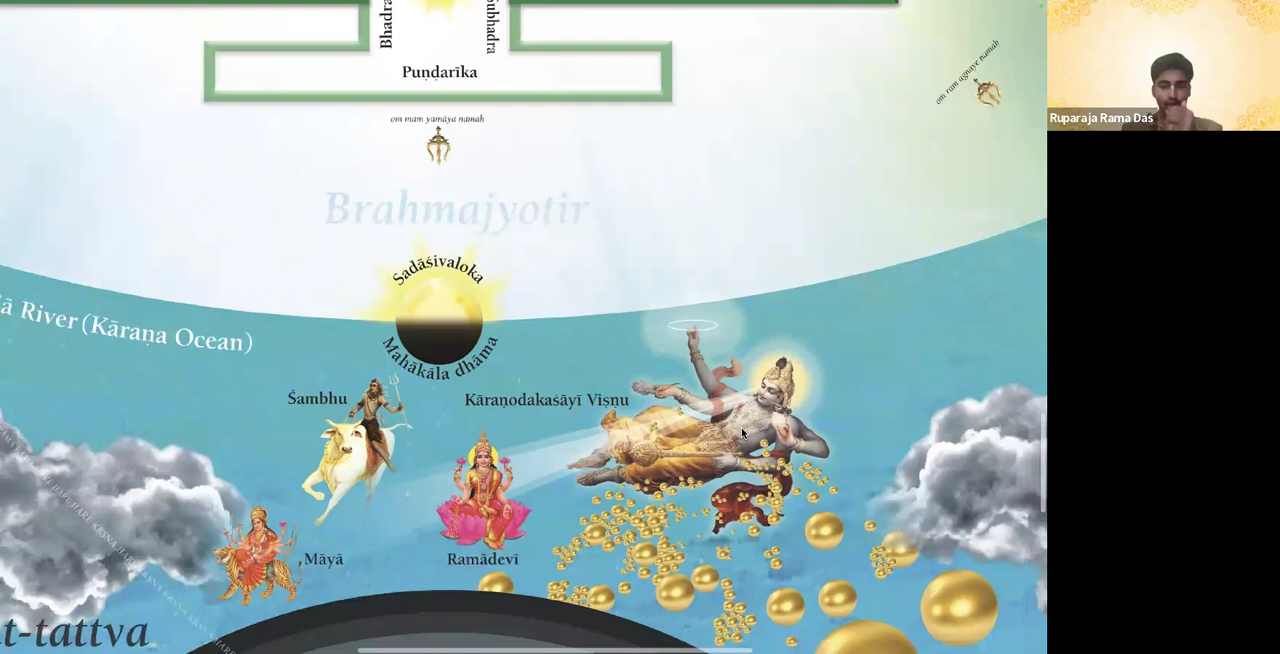 Bhadra
Subhadra
Puṇḍarīka
oṁ maṁ yamāya namaḥ
oṁ raṁ agnaye namaḥ
Ruparaja Rama Das
Brahmajyotir
Sadāśivaloka
ā River (Kāraṇa Ocean)
Mahākāla dhāma
Śambhu
Kāraṇodakaśāyī Viṣṇu
Māyā
Ramādevī
t-tattva